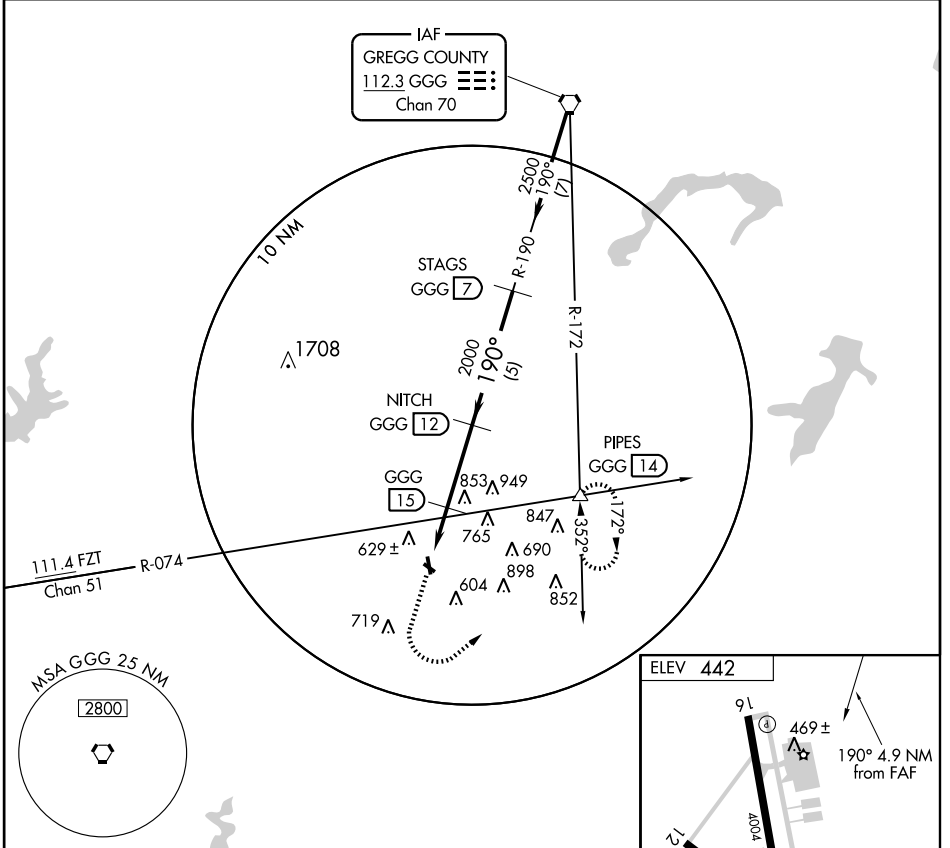 IAF
GREGG COUNTY
112.3 GGG
Chan 70
2500
190°
(7)
R-190
10 NM
STAGS
GGG 7
R-172
1708
2000
190°
(5)
NITCH
GGG 12
PIPES
GGG 14
GGG
15
853
949
765
847
172°
352°
629 ±
690
111.4 FZT
R-074
Chan 51
604
898
852
719
MSA GGG 25 NM
2800
ELEV 442
16
P
469 ±
190° 4.9 NM
from FAF
4004
12